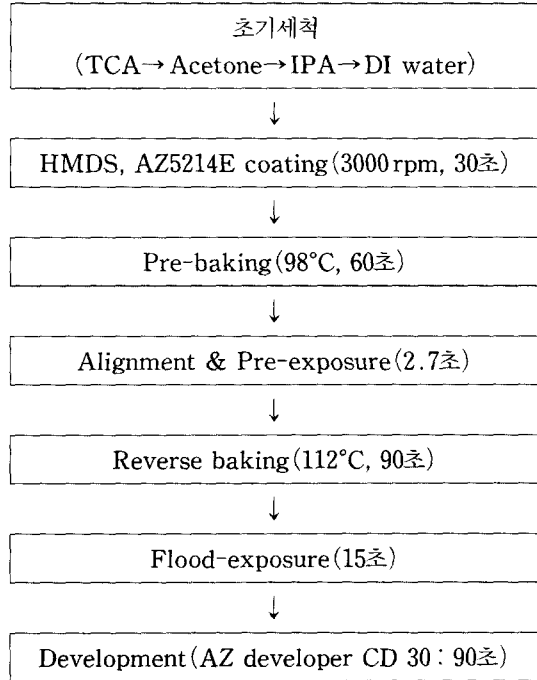 초기세척
(TCA→Acetone→IPA→DI water)
↓
HMDS, AZ5214E coating(3000rpm, 30초)
↓
Pre-baking(98°C, 60초)
↓
Alignment & Pre-exposure(2.7초)
↓
Reverse baking(112°C, 90초)
↓
Flood-exposure(15초)
↓
Development(AZ developer CD 30 : 90초)